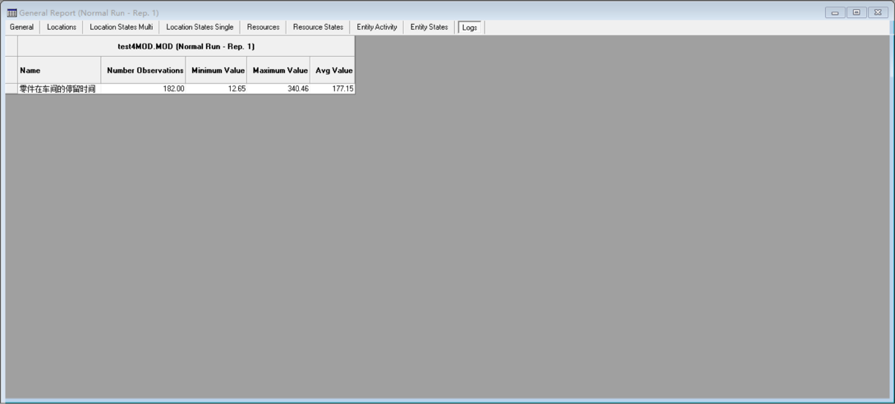 General Report (Normal Run - Rep. 1)
General Locations Location States Multi Location States Single Resources Resource States Entity Activity Entity States Logs
test4MOD.MOD (Normal Run - Rep. 1)
Name Number Observations Minimum Value Maximum Value Avg Value
零件在车间的停留时间 182.00 12.65 340.46 177.15